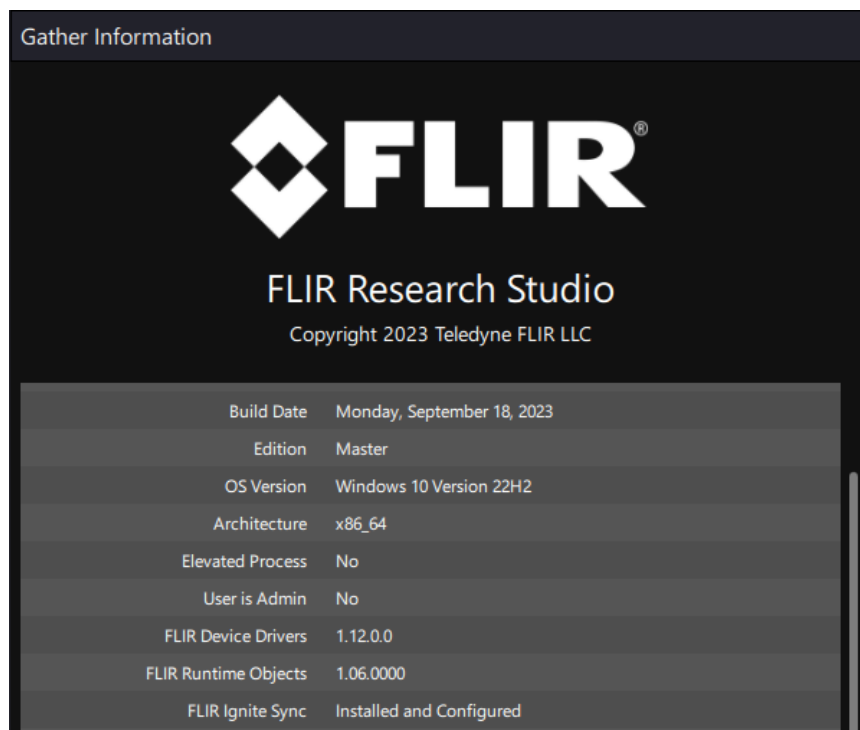 Gather Information
FLIR®
FLIR Research Studio
Copyright 2023 Teledyne FLIR LLC
Build Date Monday, September 18, 2023
Edition Master
OS Version Windows 10 Version 22H2
Architecture x86_64
Elevated Process No
User is Admin No
FLIR Device Drivers 1.12.0.0
FLIR Runtime Objects 1.06.0000
FLIR Ignite Sync Installed and Configured